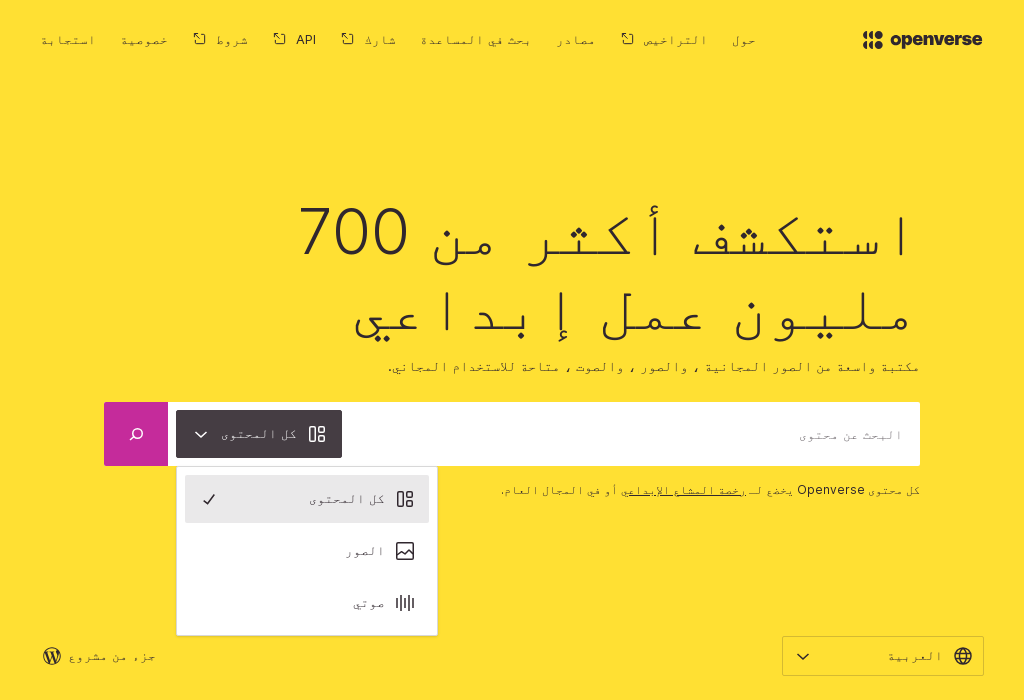 openverse
حول
التراخيص
مصادر
بحث في المساعدة
شارك
API
شروط
خصوصية
استجابة
استكشف أكثر من 700
مليون عمل إبداعي
مكتبة واسعة من الصور المجانية ، والصور ، والصوت ، متاحة للاستخدام المجاني.
البحث عن محتوى
كل المحتوى
كل محتوى Openverse يخضع لـ رخصة المشاع الإبداعي أو في المجال العام.
كل المحتوى
الصور
صوتي
العربية
جزء من مشروع